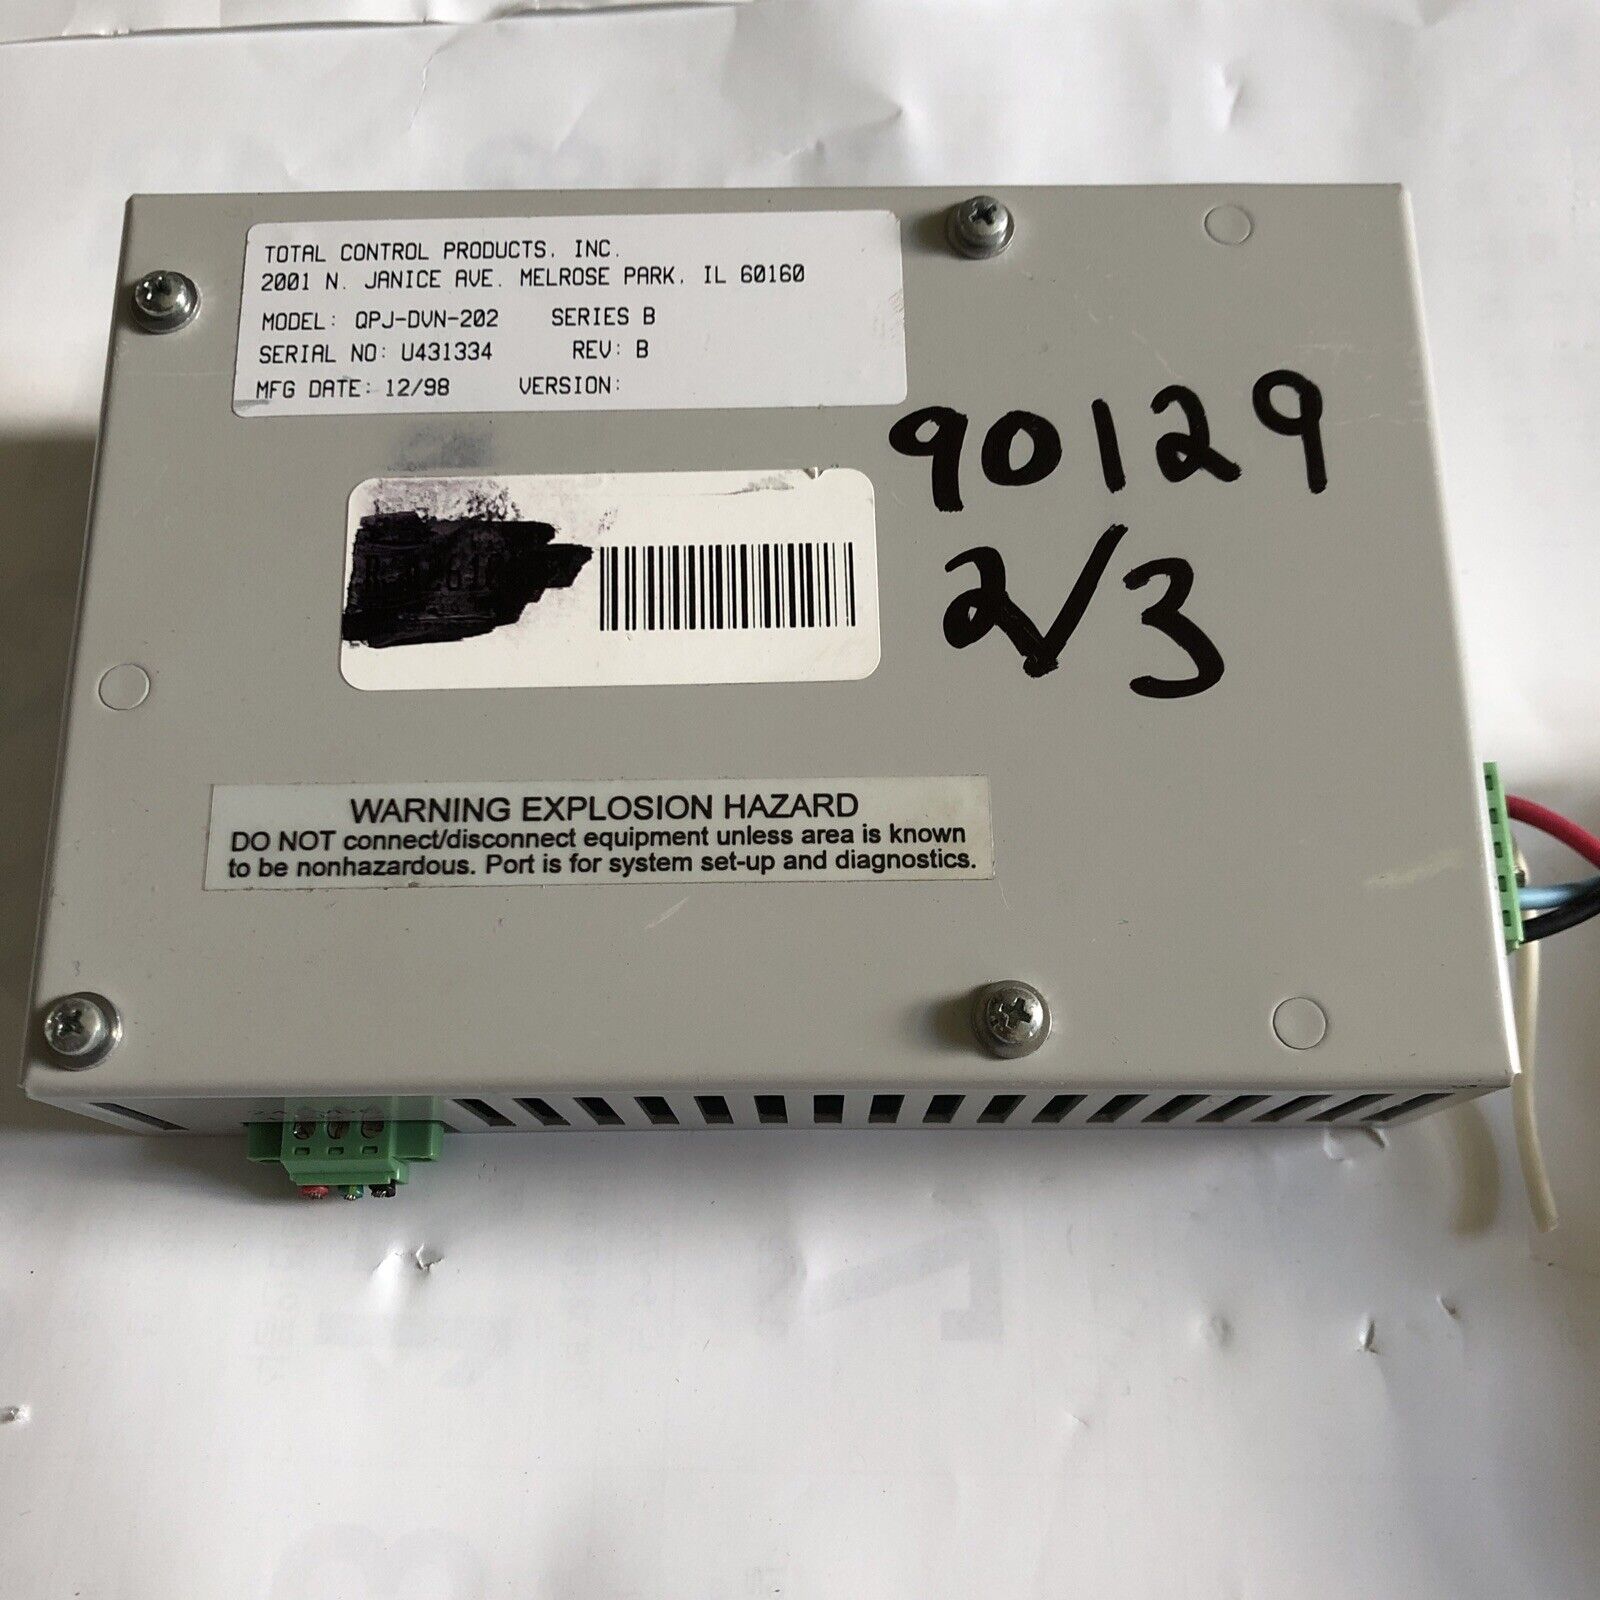 TOTAL CONTROL PRODUCTS, INC.
2001 N. JANICE AVE. MELROSE PARK, IL 60160
MODEL: QPJ-DVN-202 SERIES B
SERIAL NO: U431334 REV: B
MFG DATE: 12/98 VERSION:
90129
2/3
WARNING EXPLOSION HAZARD
DO NOT connect/disconnect equipment unless area is known
to be nonhazardous. Port is for system set-up and diagnostics.